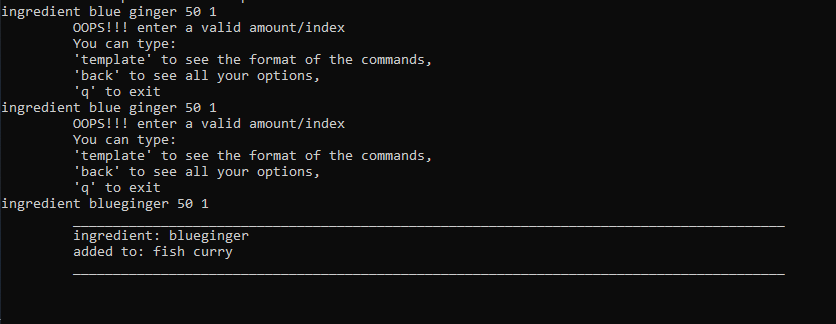 ingredient blue ginger 50 1
OOPS!!! enter a valid amount/index
You can type:
'template' to see the format of the commands,
'back' to see all your options,
'q' to exit
ingredient blue ginger 50 1
OOPS!!! enter a valid amount/index
You can type:
'template' to see the format of the commands,
'back' to see all your options,
'q' to exit
ingredient blueginger 50 1
ingredient: blueginger
added to: fish curry